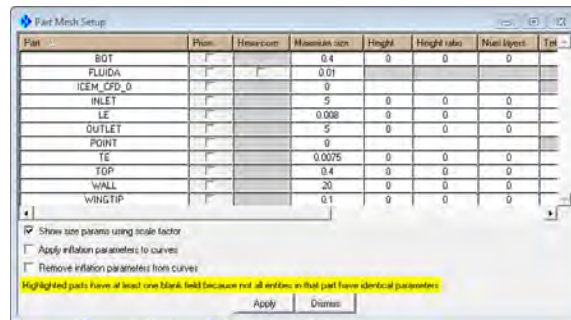 Part Mesh Setup
Part Prism Hexa-core Maximum size Height Height ratio Num layers Tet
BOT 0.4 0 0 0
FLUIDA 0.01
ICEM_CFD_0 0
INLET 5 0 0 0
LE 0.008 0 0 0
OUTLET 5 0 0 0
POINT 0
TE 0.0075 0 0 0
TOP 0.4 0 0 0
WALL 20 0 0 0
WINGTIP 0.1 0 0 0
Show size params using scale factor
Apply inflation parameters to curves
Remove inflation parameters from curves
Highlighted parts have at least one blank field because not all entities in that part have identical parameters
Apply Dismiss